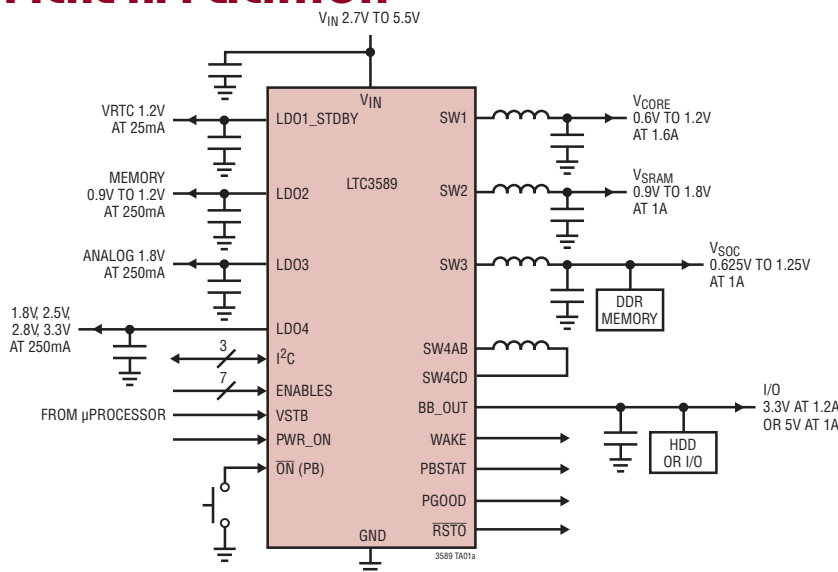 V_IN 2.7V TO 5.5V
V_IN
VRTC 1.2V
AT 25mA
LDO1_STDBY
SW1
V_CORE
0.6V TO 1.2V
AT 1.6A
LTC3589
MEMORY
0.9V TO 1.2V
AT 250mA
LDO2
SW2
V_SRAM
0.9V TO 1.8V
AT 1A
ANALOG 1.8V
AT 250mA
LDO3
SW3
V_SOC
0.625V TO 1.25V
AT 1A
DDR
MEMORY
1.8V, 2.5V,
2.8V, 3.3V
AT 250mA
LDO4
SW4AB
3
I²C
SW4CD
7
ENABLES
BB_OUT
I/O
3.3V AT 1.2A
OR 5V AT 1A
FROM µPROCESSOR
VSTB
WAKE
HDD
OR I/O
PWR_ON
PBSTAT
ON (PB)
PGOOD
RSTO
GND
3589 TA01a